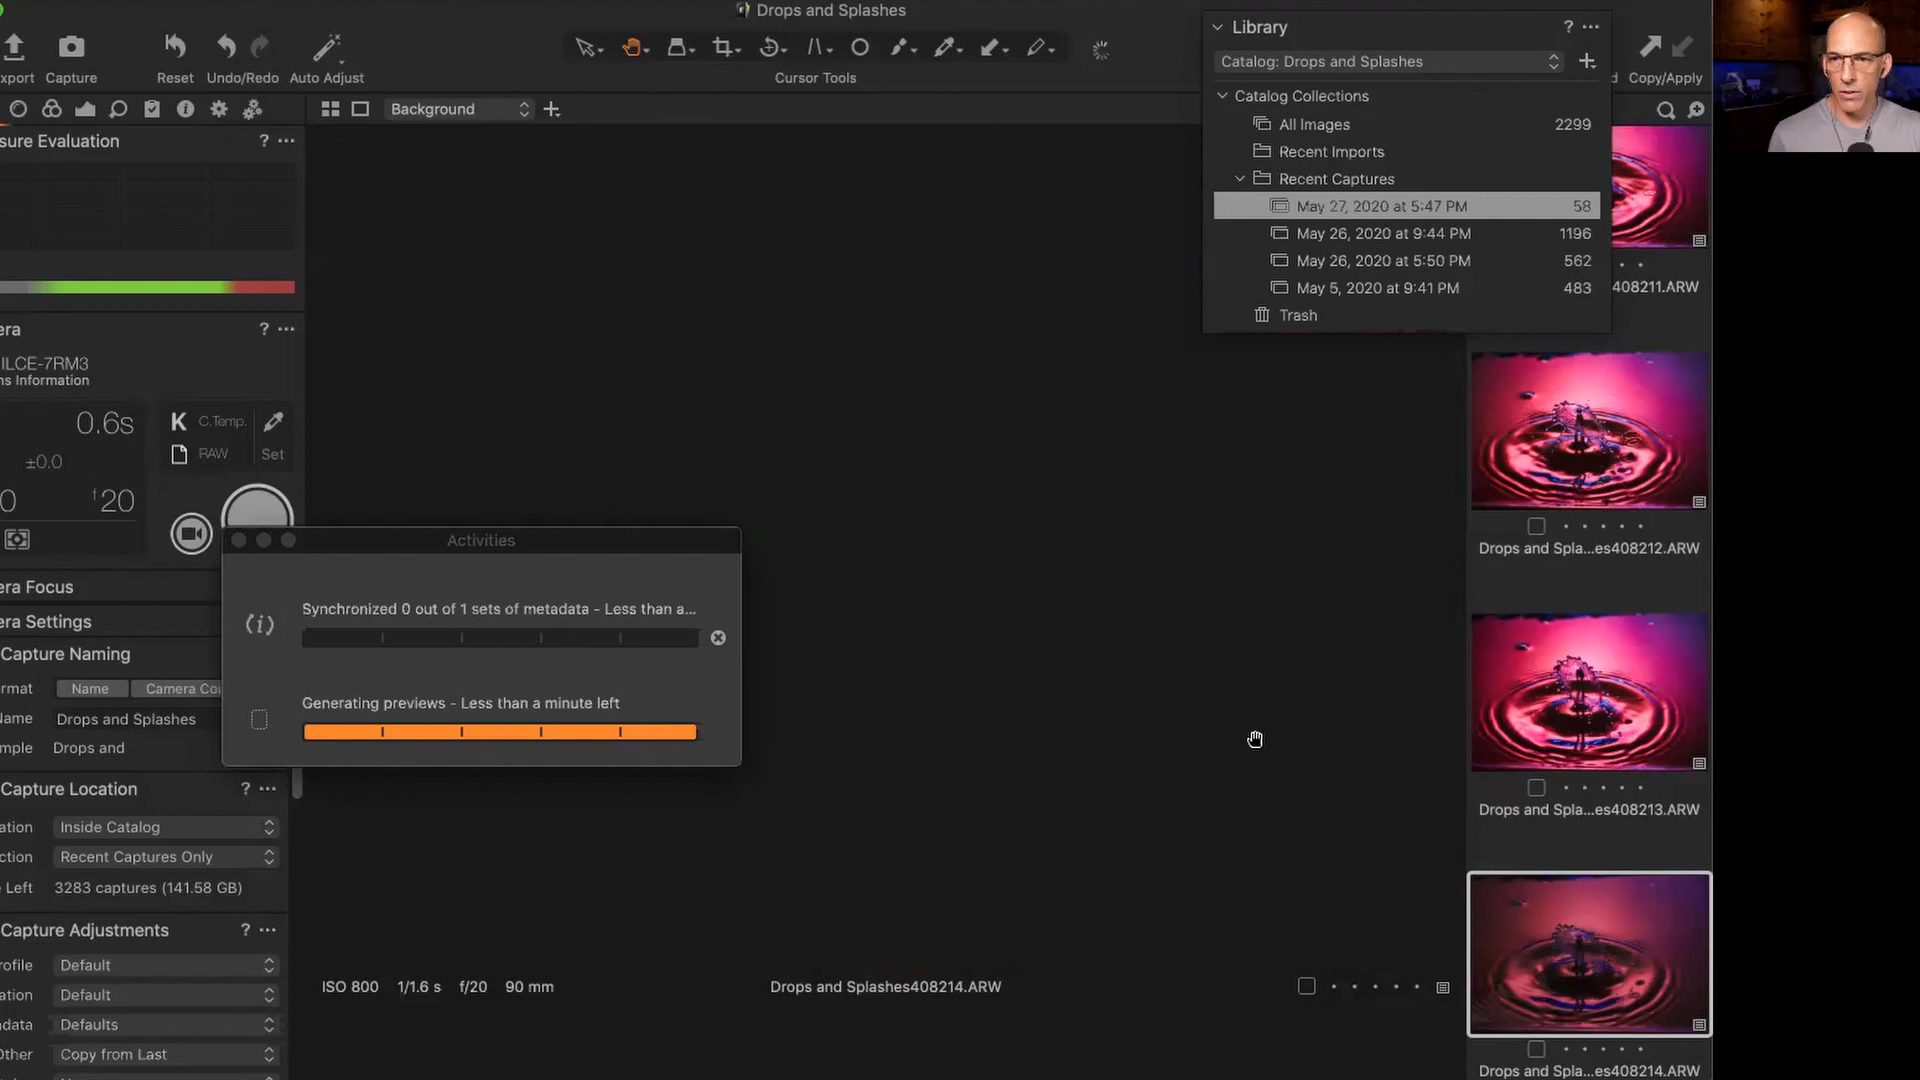 Drops and Splashes
xport
Capture
Reset
Undo/Redo
Auto Adjust
Cursor Tools
Copy/Apply
Library
? ...
Catalog: Drops and Splashes
Catalog Collections
All Images 2299
Recent Imports
Recent Captures
May 27, 2020 at 5:47 PM 58
May 26, 2020 at 9:44 PM 1196
May 26, 2020 at 5:50 PM 562
May 5, 2020 at 9:41 PM 483
Trash
Background
sure Evaluation ? ...
era ? ...
ILCE-7RM3
ns Information
0.6s
K C.Temp.
±0.0
RAW Set
0 f20
era Focus
era Settings
Capture Naming
rmat Name Camera Cou
Name Drops and Splashes
mple Drops and
Capture Location ? ...
ation Inside Catalog
ction Recent Captures Only
Left 3283 captures (141.58 GB)
Capture Adjustments ? ...
rofile Default
ation Default
adata Defaults
Other Copy from Last
Activities
Synchronized 0 out of 1 sets of metadata - Less than a...
Generating previews - Less than a minute left
ISO 800 1/1.6 s f/20 90 mm
Drops and Splashes408214.ARW
408211.ARW
Drops and Spla...es408212.ARW
Drops and Spla...es408213.ARW
Drops and Spla...es408214.ARW